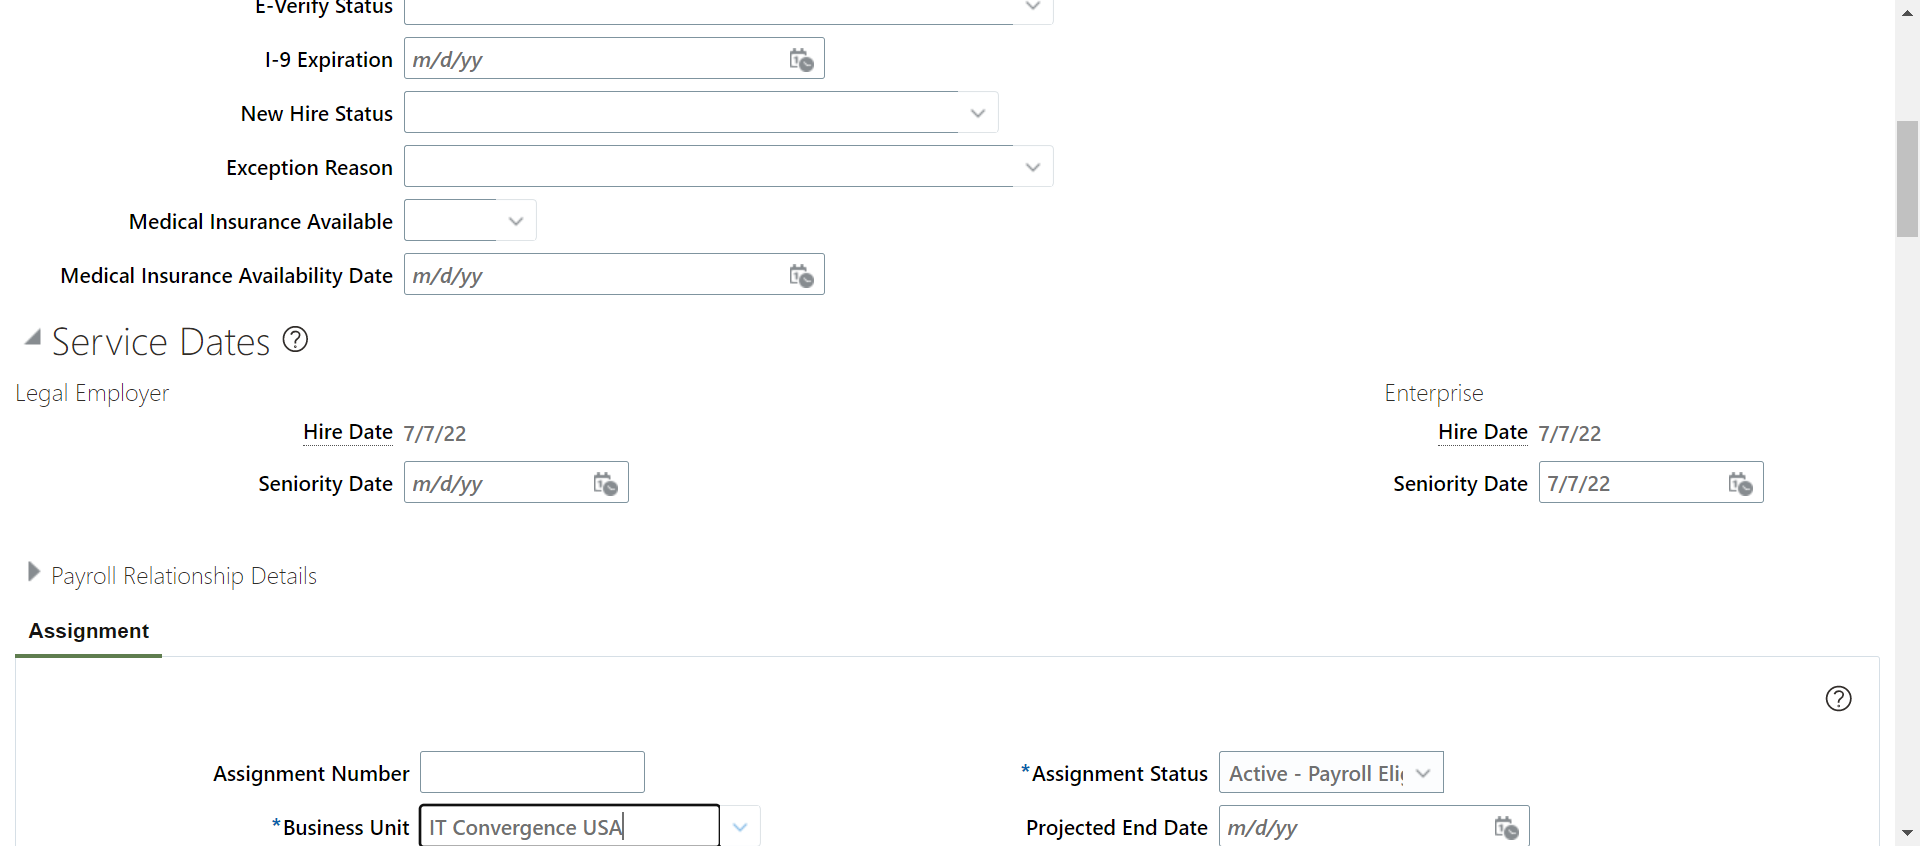 E-Verify Status
I-9 Expiration m/d/yy
New Hire Status
Exception Reason
Medical Insurance Available
Medical Insurance Availability Date m/d/yy
Service Dates
Legal Employer Enterprise
Hire Date 7/7/22 Hire Date 7/7/22
Seniority Date m/d/yy Seniority Date 7/7/22
Payroll Relationship Details
Assignment
Assignment Number *Assignment Status Active - Payroll Eli
*Business Unit IT Convergence USA Projected End Date m/d/yy